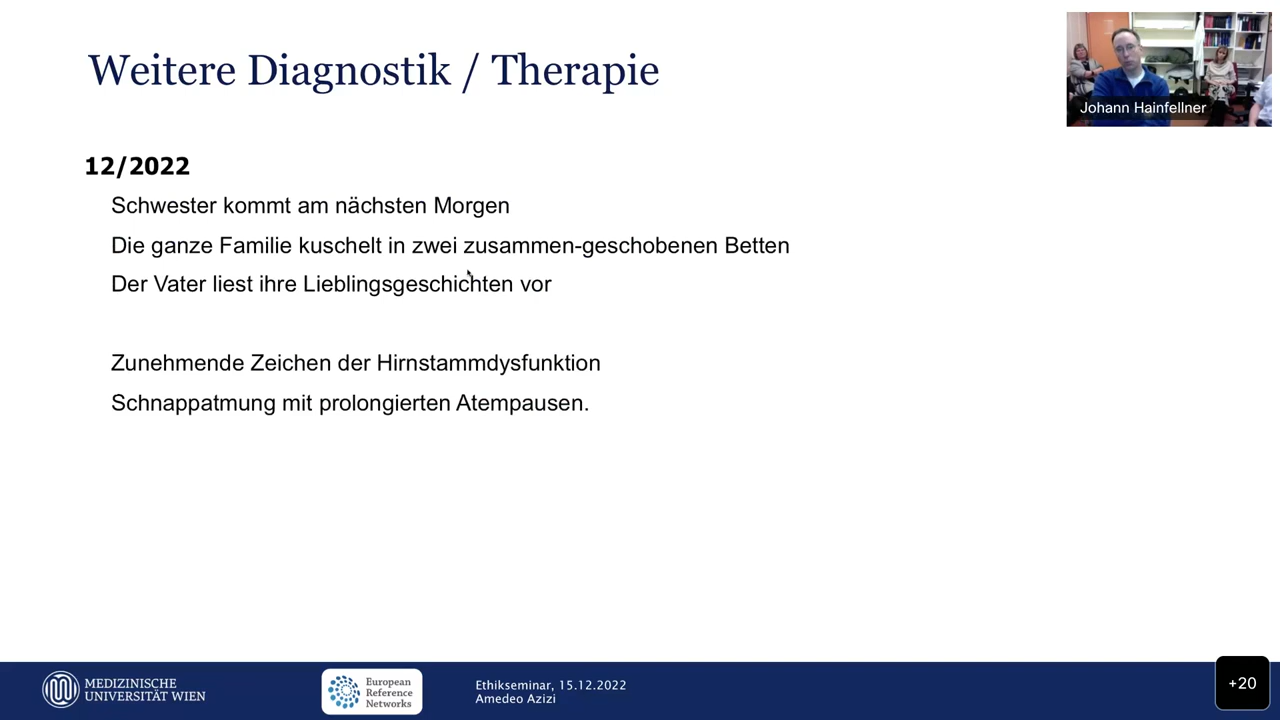 Weitere Diagnostik / Therapie
Johann Hainfellner
12/2022
Schwester kommt am nächsten Morgen
Die ganze Familie kuschelt in zwei zusammen-geschobenen Betten
Der Vater liest ihre Lieblingsgeschichten vor
Zunehmende Zeichen der Hirnstammdysfunktion
Schnappatmung mit prolongierten Atempausen.
MEDIZINISCHE
UNIVERSITÄT WIEN
European
Reference
Networks
Ethikseminar, 15.12.2022
Amedeo Azizi
+20